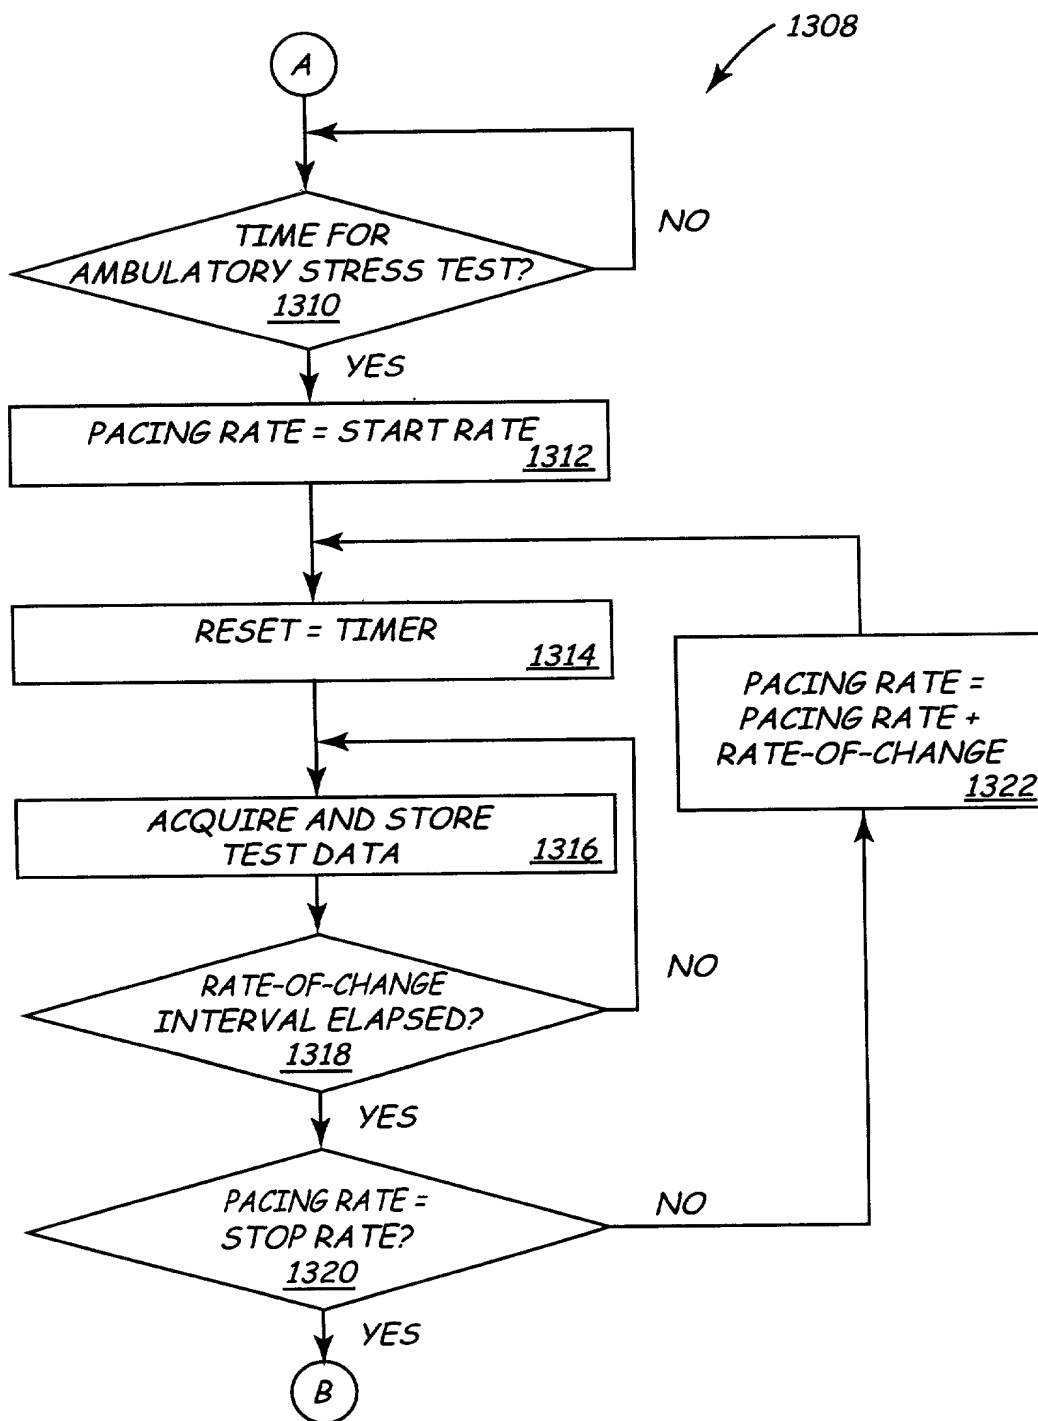 1308
A
TIME FOR
AMBULATORY STRESS TEST?
1310
NO
YES
PACING RATE = START RATE
1312
RESET = TIMER
1314
PACING RATE =
PACING RATE +
RATE-OF-CHANGE
1322
ACQUIRE AND STORE
TEST DATA
1316
RATE-OF-CHANGE
INTERVAL ELAPSED?
1318
NO
YES
PACING RATE =
STOP RATE?
1320
NO
YES
B